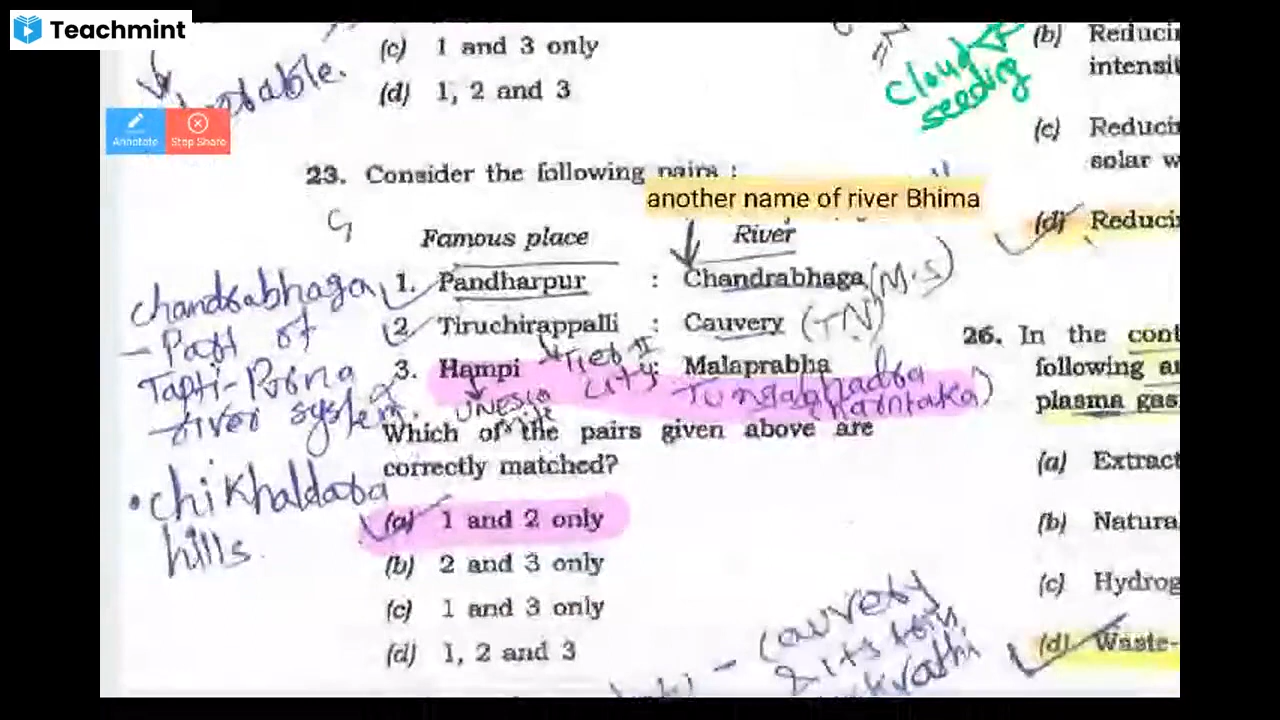 Teachmint
(c) 1 and 3 only
(d) 1, 2 and 3
Annotate
Stop Share
23. Consider the following pairs :
another name of river Bhima
Famous place River
1. Pandharpur : Chandrabhaga (M.S)
2. Tiruchirappalli : Cauvery (TN)
Tier II city
3. Hampi : Malaprabha
UNESCO site
Tungabhadra
Which of the pairs given above are
correctly matched?
(a) 1 and 2 only
(b) 2 and 3 only
(c) 1 and 3 only
(d) 1, 2 and 3
chandrabhaga
- Part of
Tapti-Purna
river system.
• chikhaldara
hills.
cauvery
cloud
seeding
(b) Reduci
intensit
(c) Reduci
solar w
(d) Reduci
26. In the cont
following a
plasma gas
(a) Extract
(b) Natura
(c) Hydrog
(d) Waste-